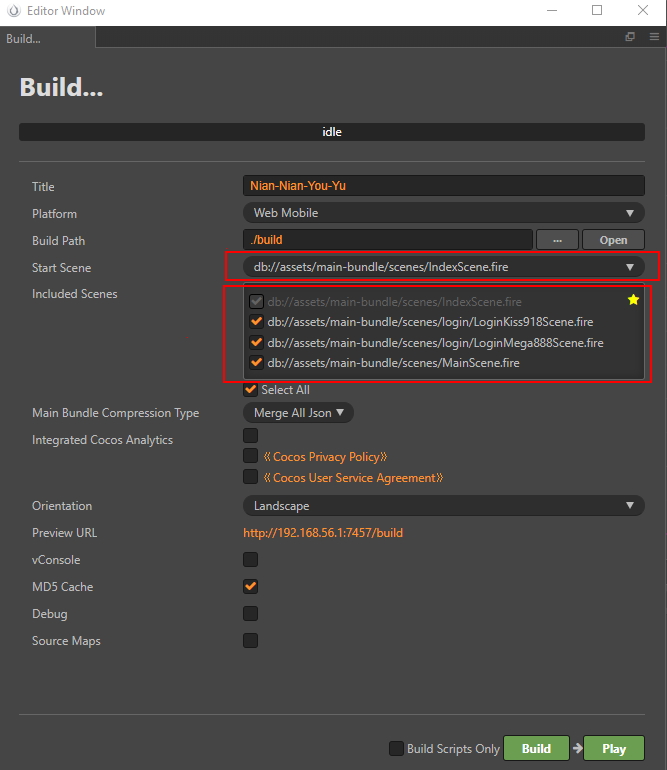 Editor Window
Build...
Build...
idle
Title Nian-Nian-You-Yu
Platform Web Mobile
Build Path ./build ... Open
Start Scene db://assets/main-bundle/scenes/IndexScene.fire
Included Scenes db://assets/main-bundle/scenes/IndexScene.fire
db://assets/main-bundle/scenes/login/LoginKiss918Scene.fire
db://assets/main-bundle/scenes/login/LoginMega888Scene.fire
db://assets/main-bundle/scenes/MainScene.fire
Select All
Main Bundle Compression Type Merge All Json
Integrated Cocos Analytics
《Cocos Privacy Policy》
《Cocos User Service Agreement》
Orientation Landscape
Preview URL http://192.168.56.1:7457/build
vConsole
MD5 Cache
Debug
Source Maps
Build Scripts Only Build Play